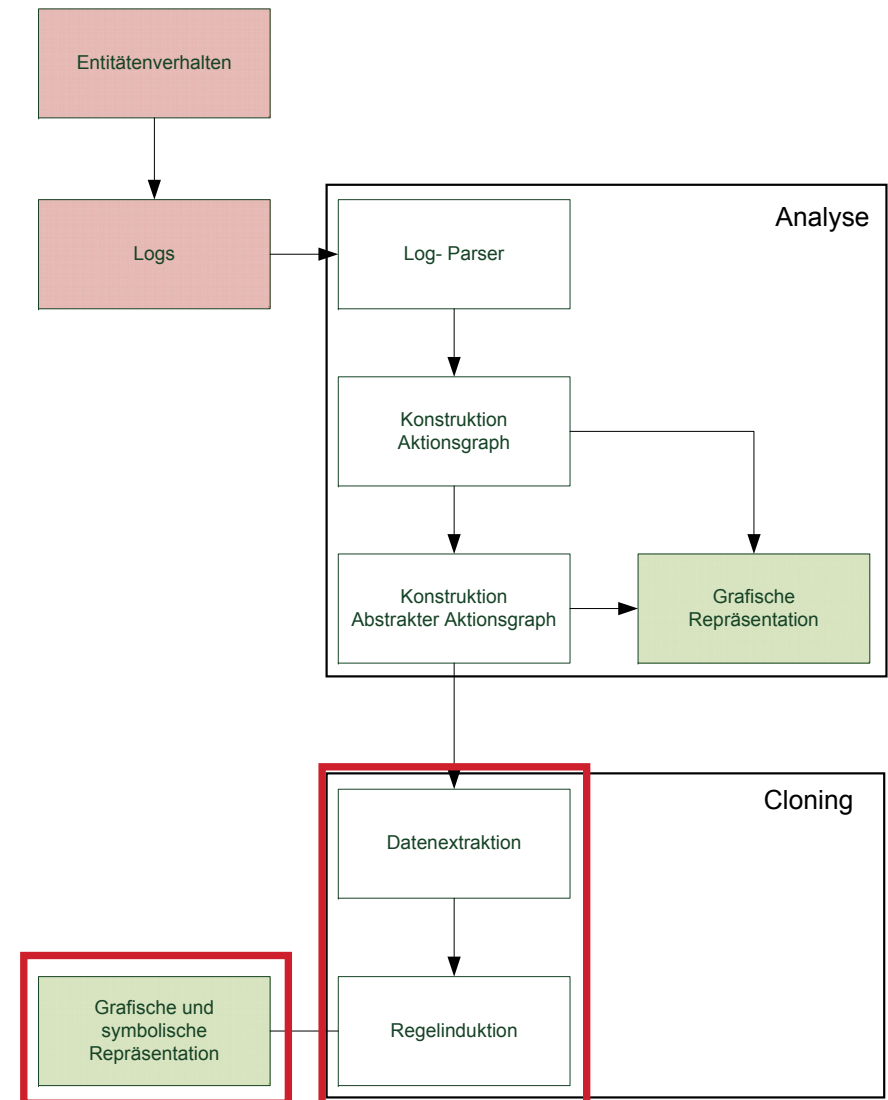 Entitätenverhalten
Logs
Analyse
Log- Parser
Konstruktion
Aktionsgraph
Konstruktion
Abstrakter Aktionsgraph
Grafische
Repräsentation
Cloning
Datenextraktion
Grafische und
symbolische
Repräsentation
Regelinduktion